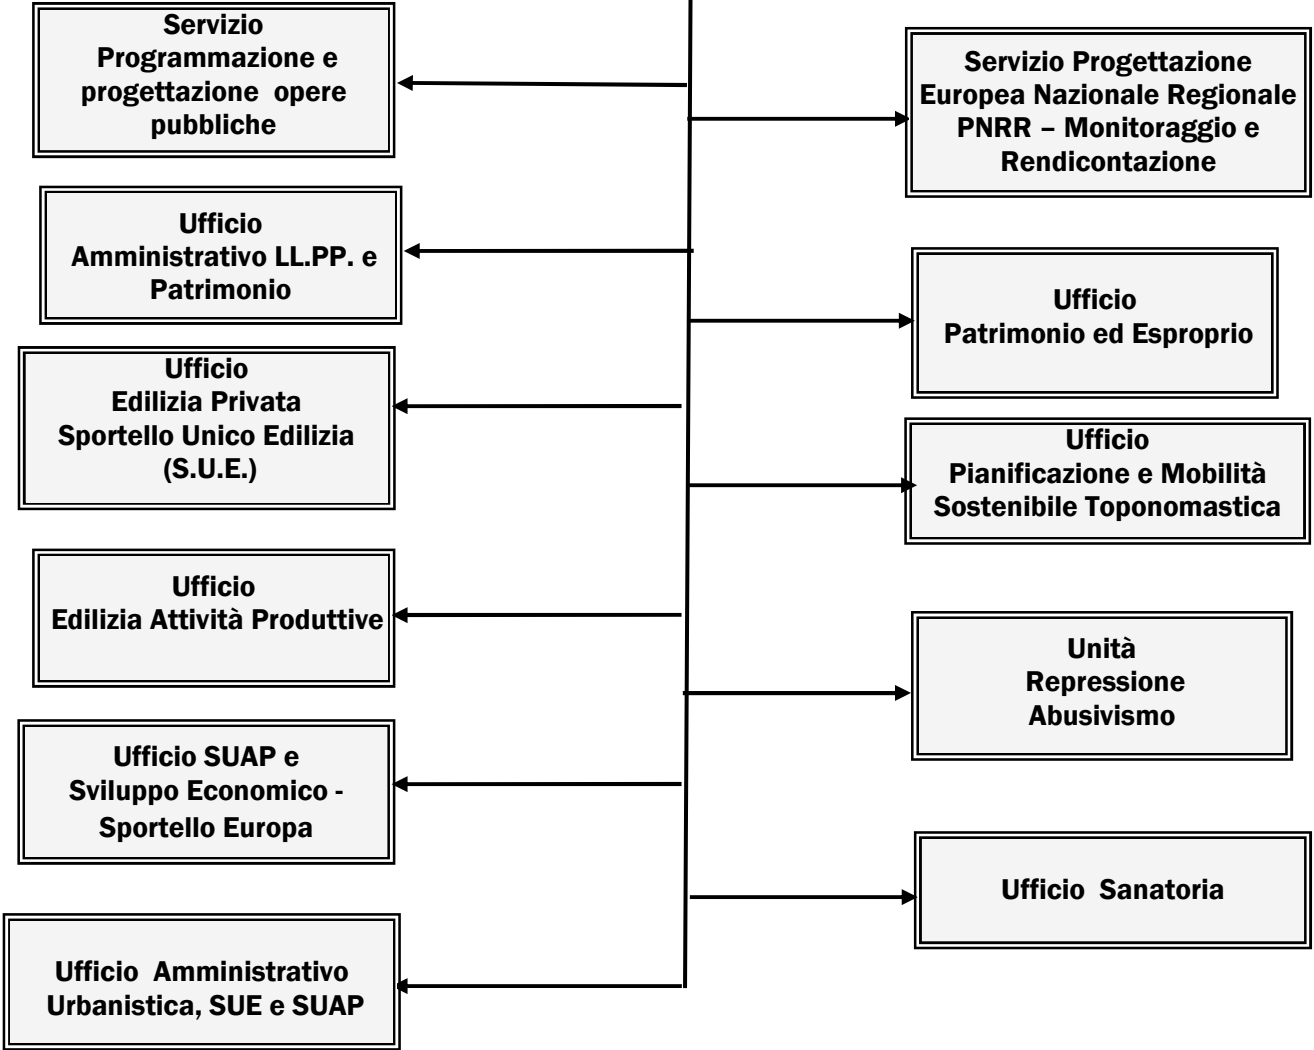 Servizio
Programmazione e
progettazione opere
pubbliche
Servizio Progettazione
Europea Nazionale Regionale
PNRR – Monitoraggio e
Rendicontazione
Ufficio
Amministrativo LL.PP. e
Patrimonio
Ufficio
Patrimonio ed Esproprio
Ufficio
Edilizia Privata
Sportello Unico Edilizia
(S.U.E.)
Ufficio
Pianificazione e Mobilità
Sostenibile Toponomastica
Ufficio
Edilizia Attività Produttive
Unità
Repressione
Abusivismo
Ufficio SUAP e
Sviluppo Economico -
Sportello Europa
Ufficio Sanatoria
Ufficio Amministrativo
Urbanistica, SUE e SUAP